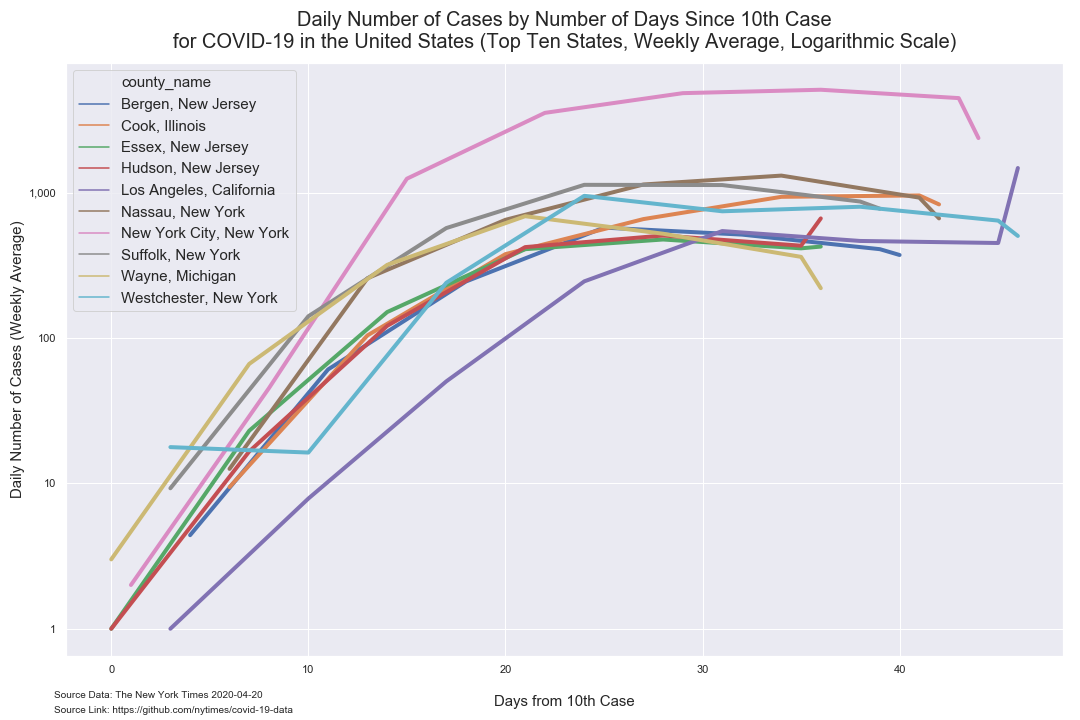 Daily Number of Cases by Number of Days Since 10th Case
for COVID-19 in the United States (Top Ten States, Weekly Average, Logarithmic Scale)
county_name
Bergen, New Jersey
Cook, Illinois
Essex, New Jersey
Hudson, New Jersey
Los Angeles, California
Nassau, New York
New York City, New York
Suffolk, New York
Wayne, Michigan
Westchester, New York
Daily Number of Cases (Weekly Average)
1,000
100
10
1
0
10
20
30
40
Days from 10th Case
Source Data: The New York Times 2020-04-20
Source Link: https://github.com/nytimes/covid-19-data